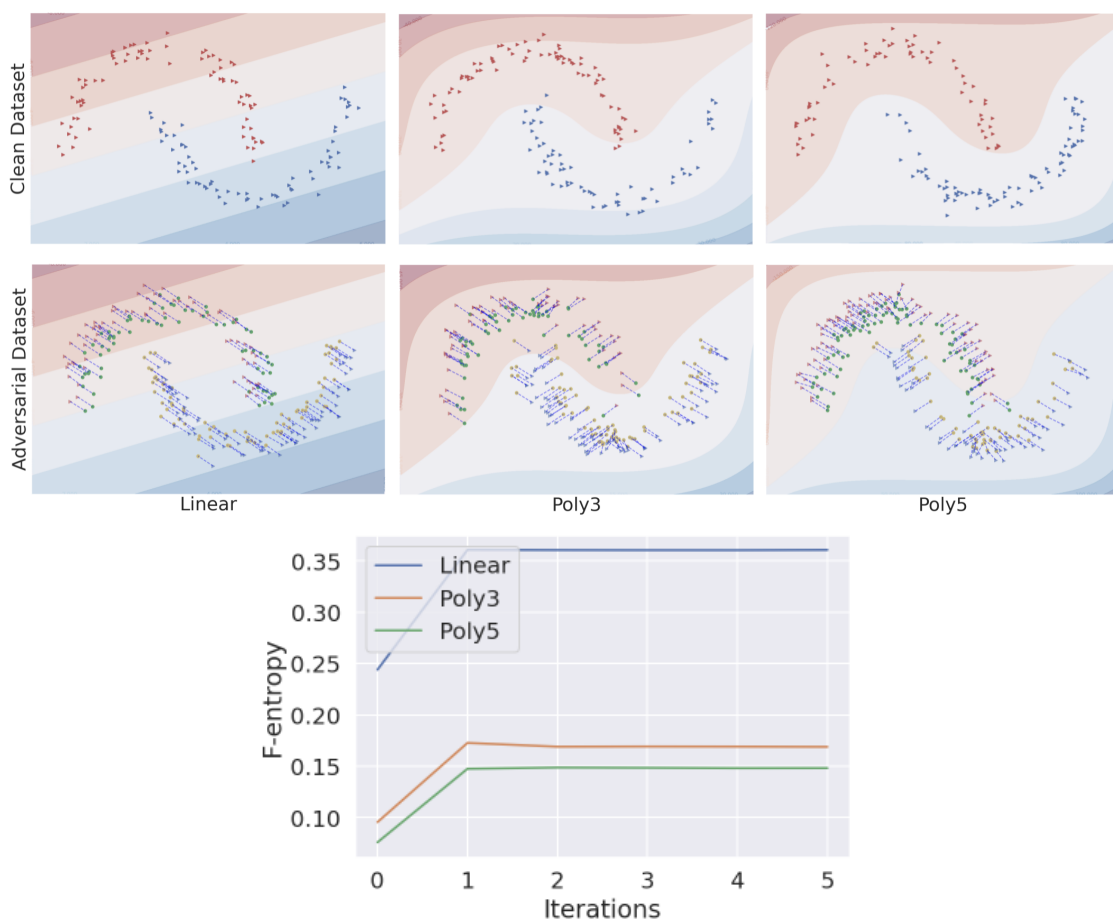 Clean Dataset
Adversarial Dataset
Linear
Poly3
Poly5
F-entropy
0.35
0.30
0.25
0.20
0.15
0.10
Linear
Poly3
Poly5
0
1
2
3
4
5
Iterations